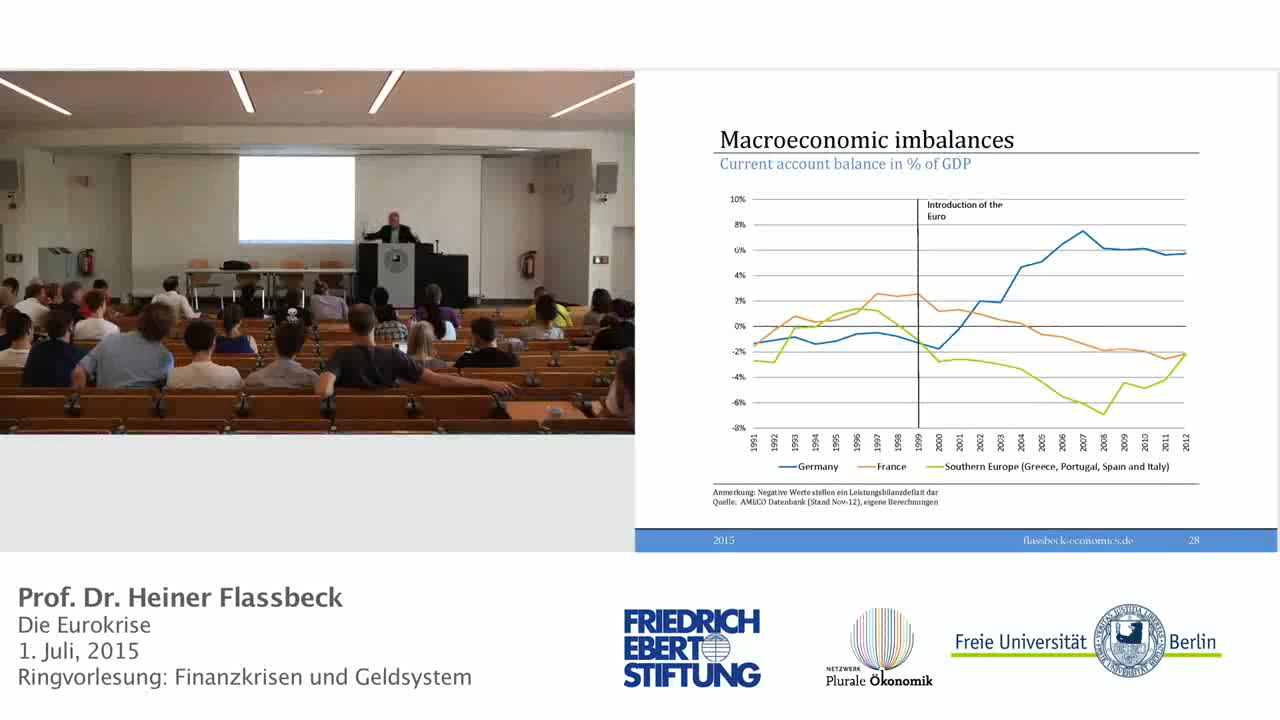 Macroeconomic imbalances
Current account balance in % of GDP
10%
8%
6%
4%
2%
0%
-2%
-4%
-6%
-8%
Introduction of the
Euro
1991 1992 1993 1994 1995 1996 1997 1998 1999 2000 2001 2002 2003 2004 2005 2006 2007 2008 2009 2010 2011 2012
Germany France Southern Europe (Greece, Portugal, Spain and Italy)
Anmerkung: Negative Werte stellen ein Leistungsbilanzdefizit dar
Quelle: AMECO Datenbank (Stand Nov-12), eigene Berechnungen
2015 flassbeck-economics.de 28
Prof. Dr. Heiner Flassbeck
Die Eurokrise
1. Juli, 2015
Ringvorlesung: Finanzkrisen und Geldsystem
FRIEDRICH
EBERT
STIFTUNG
NETZWERK
Plurale Ökonomik
Freie Universität Berlin